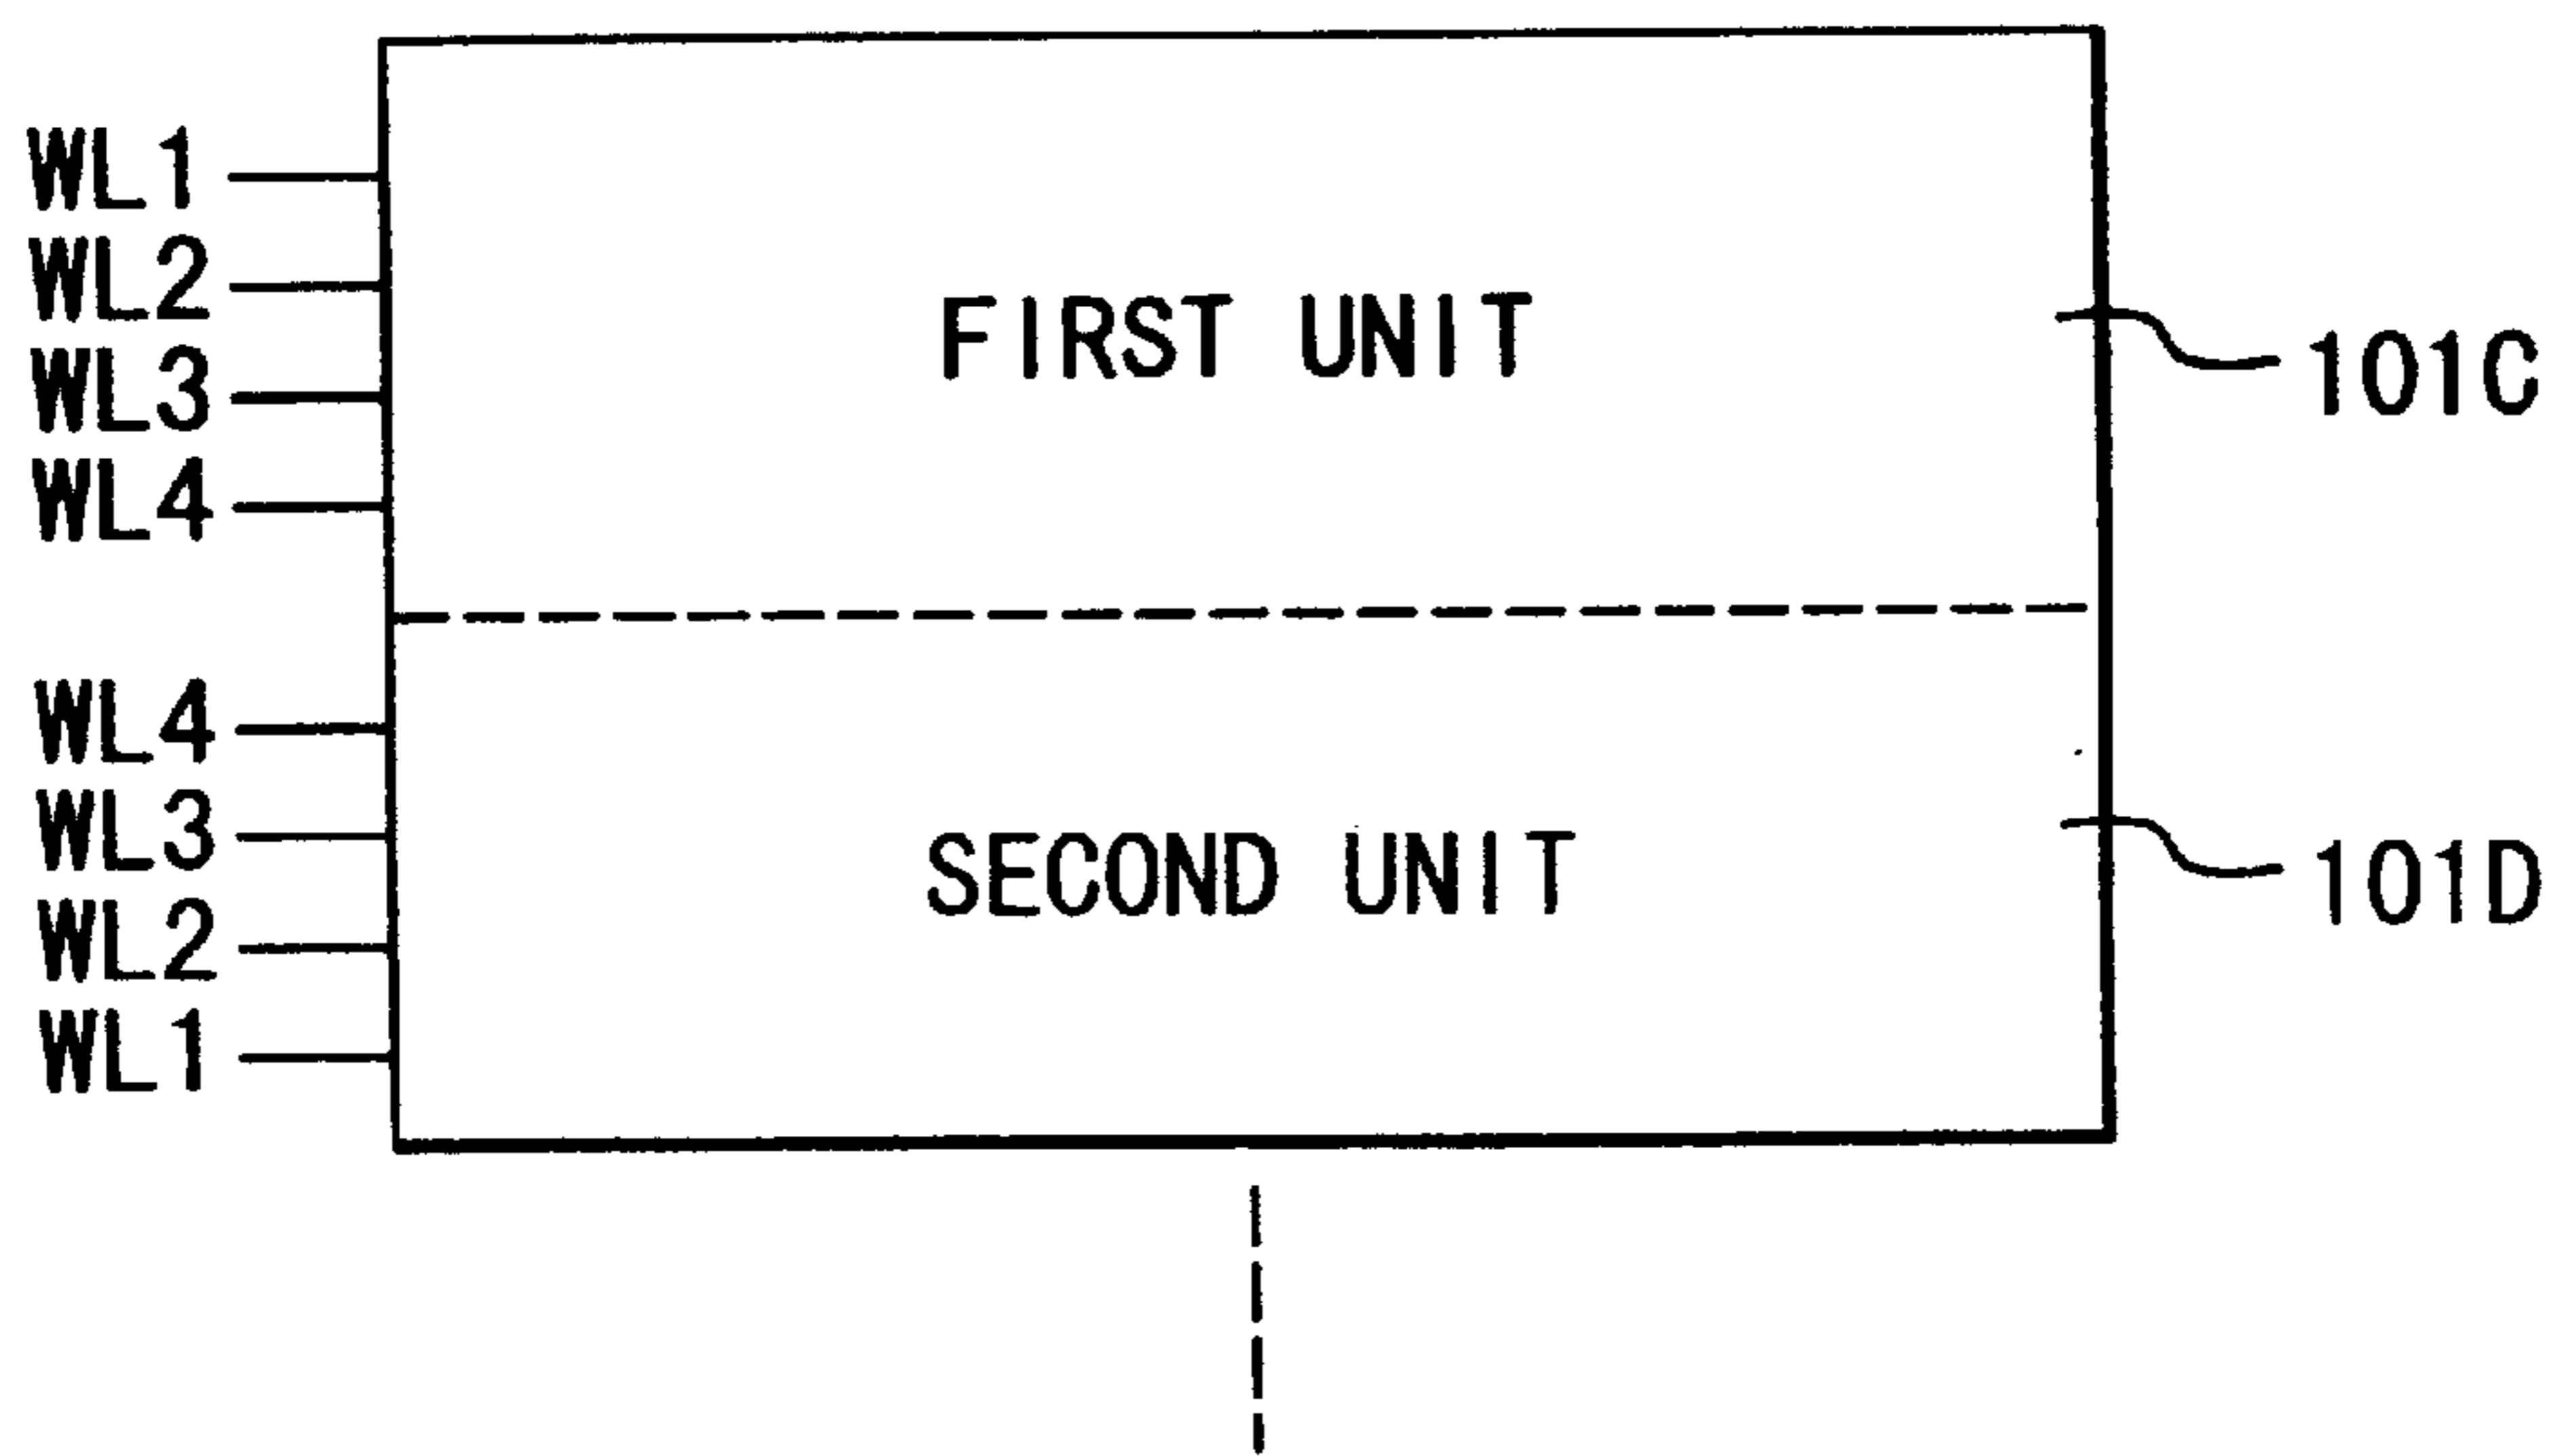 WL1
WL2
WL3
WL4
FIRST UNIT
101C
WL4
WL3
WL2
WL1
SECOND UNIT
101D